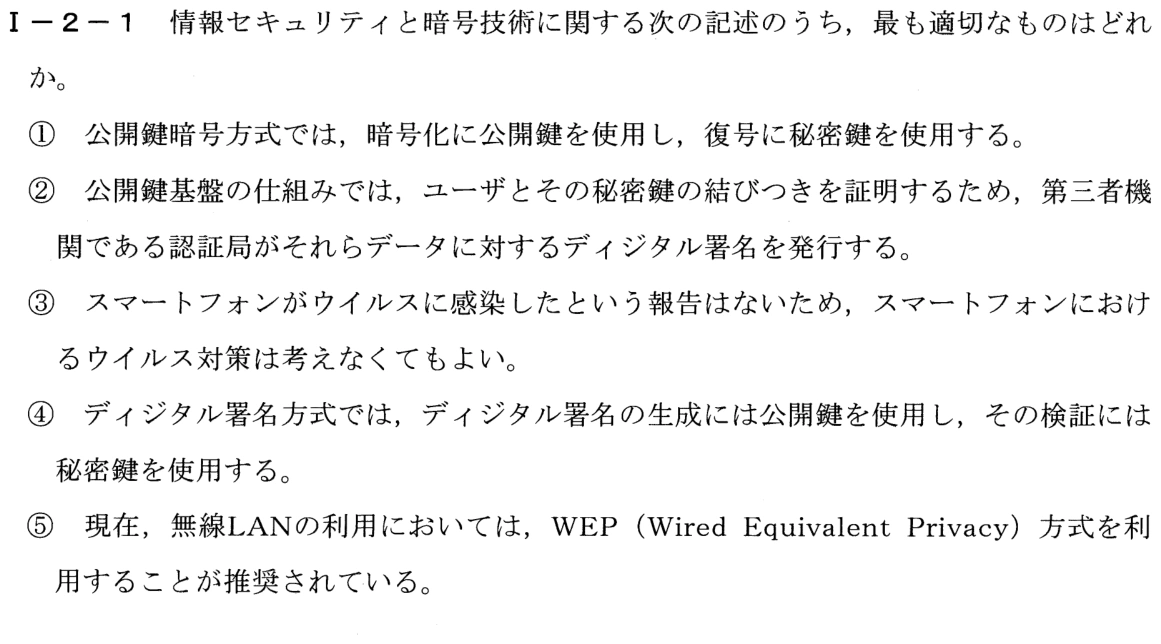 Ⅰ－２－１　情報セキュリティと暗号技術に関する次の記述のうち，最も適切なものはどれ
か。
①　公開鍵暗号方式では，暗号化に公開鍵を使用し，復号に秘密鍵を使用する。
②　公開鍵基盤の仕組みでは，ユーザとその秘密鍵の結びつきを証明するため，第三者機
関である認証局がそれらデータに対するディジタル署名を発行する。
③　スマートフォンがウイルスに感染したという報告はないため，スマートフォンにおけ
るウイルス対策は考えなくてもよい。
④　ディジタル署名方式では，ディジタル署名の生成には公開鍵を使用し，その検証には
秘密鍵を使用する。
⑤　現在，無線LANの利用においては，WEP（Wired Equivalent Privacy）方式を利
用することが推奨されている。